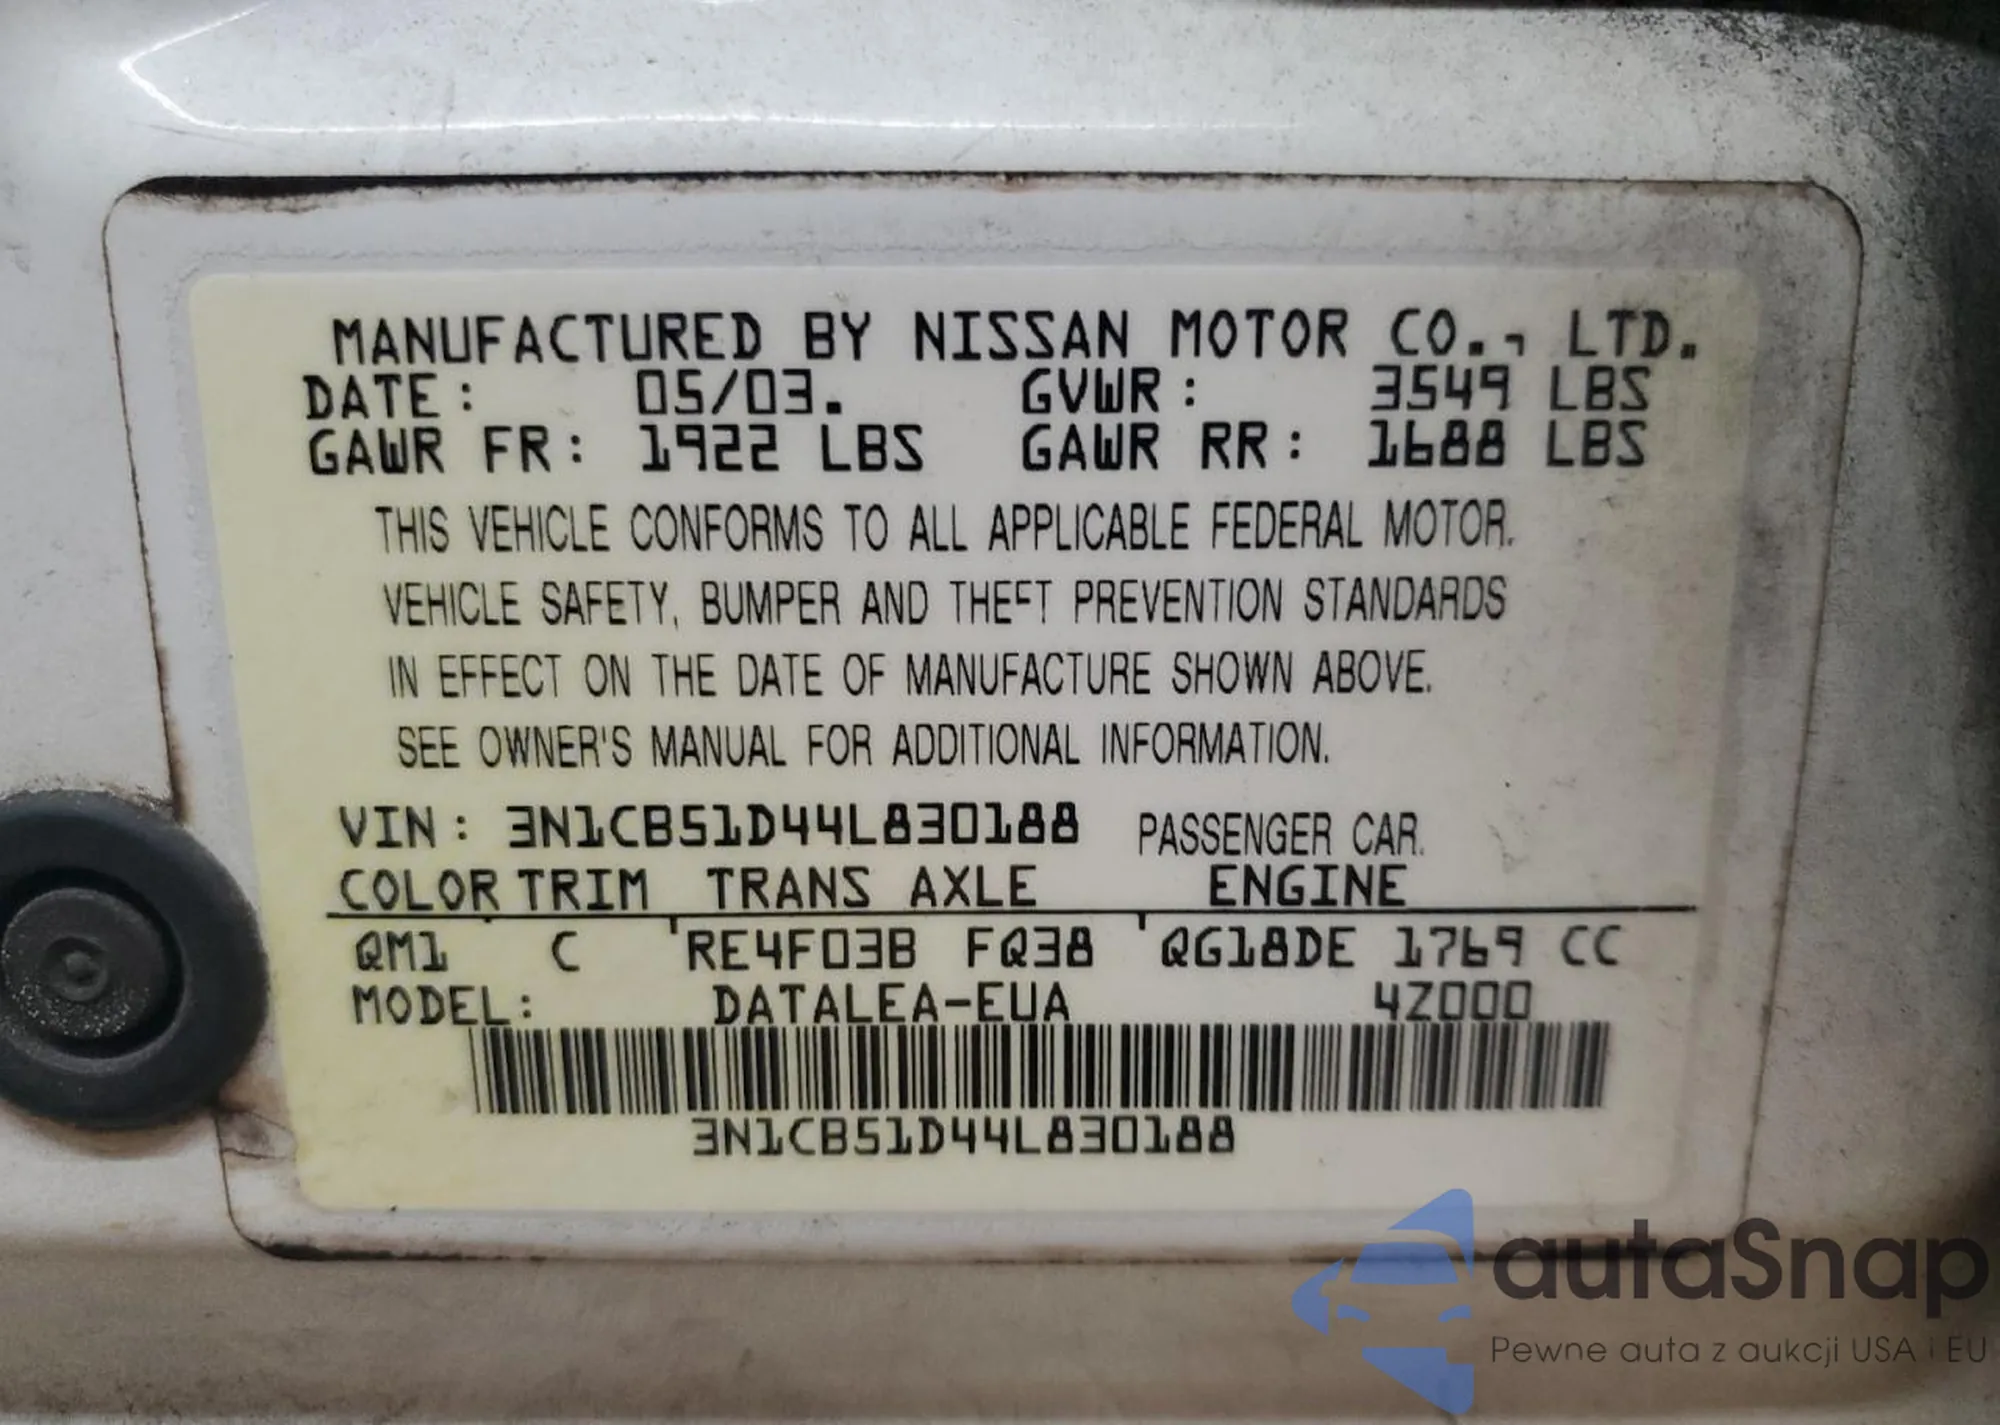 MANUFACTURED BY NISSAN MOTOR CO., LTD.
DATE: 05/03. GVWR: 3549 LBS
GAWR FR: 1922 LBS GAWR RR: 1688 LBS
THIS VEHICLE CONFORMS TO ALL APPLICABLE FEDERAL MOTOR.
VEHICLE SAFETY, BUMPER AND THEFT PREVENTION STANDARDS
IN EFFECT ON THE DATE OF MANUFACTURE SHOWN ABOVE.
SEE OWNER'S MANUAL FOR ADDITIONAL INFORMATION.
VIN: 3N1CB51D44L830188 PASSENGER CAR.
COLOR TRIM TRANS AXLE ENGINE
QM1 C RE4F03B FQ38 QG18DE 1769 CC
MODEL: DATALEA-EUA 4Z000
3N1CB51D44L830188
autaSnap
Pewne auta z aukcji USA i EU